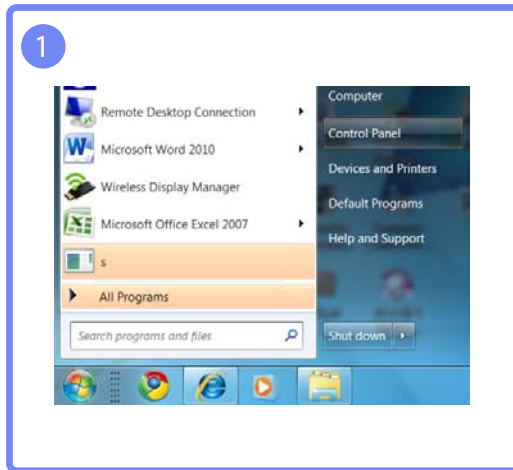 1
Remote Desktop Connection
Microsoft Word 2010
Wireless Display Manager
Microsoft Office Excel 2007
s
All Programs
Search programs and files
Computer
Control Panel
Devices and Printers
Default Programs
Help and Support
Shut down